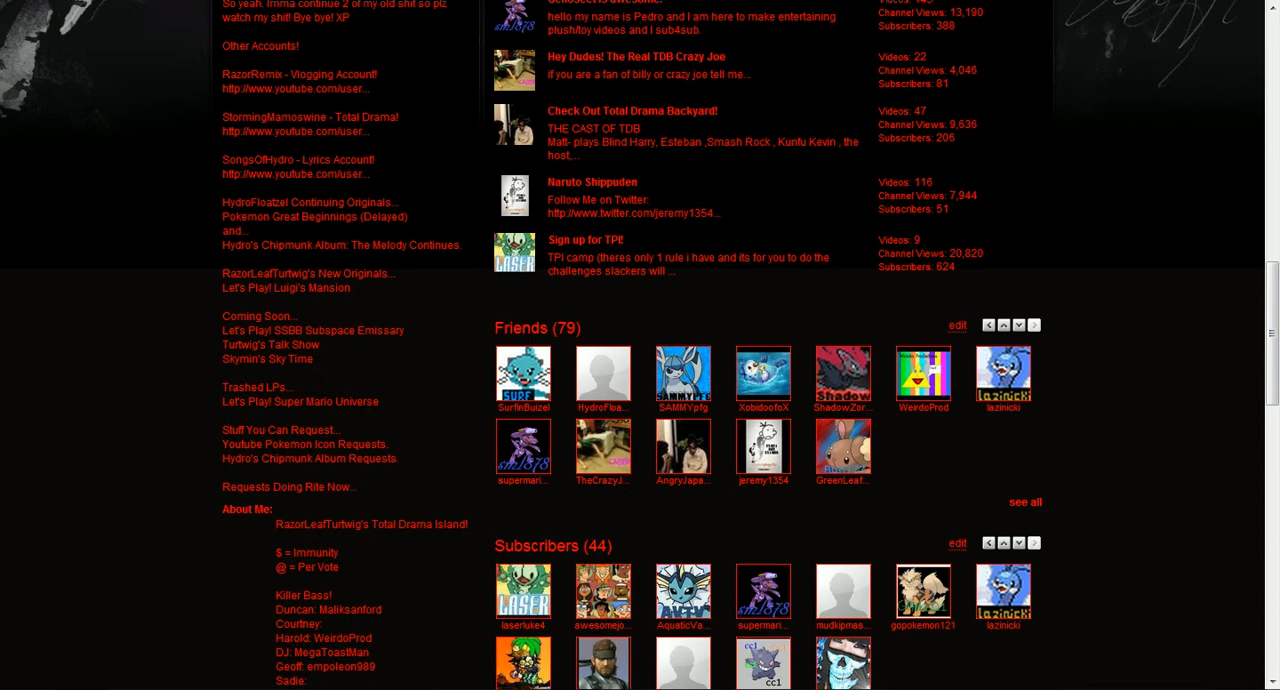 So yeah. Imma continue 2 of my old shit so plz
watch my shit! Bye bye! XP
Other Accounts!
RazorRemix - Vlogging Account!
http://www.youtube.com/user...
StormingMamoswine - Total Drama!
http://www.youtube.com/user...
SongsOfHydro - Lyrics Account!
http://www.youtube.com/user...
HydroFloatzel Continuing Originals...
Pokemon Great Beginnings (Delayed)
and...
Hydro's Chipmunk Album: The Melody Continues.
RazorLeafTurtwig's New Originals...
Let's Play! Luigi's Mansion
Coming Soon...
Let's Play! SSBB Subspace Emissary
Turtwig's Talk Show
Skymin's Sky Time
Trashed LPs...
Let's Play! Super Mario Universe
Stuff You Can Request...
Youtube Pokemon Icon Requests.
Hydro's Chipmunk Album Requests.
Requests Doing Rite Now...
About Me:
RazorLeafTurtwig's Total Drama Island!
$ = Immunity
@ = Per Vote
Killer Bass!
Duncan: Maliksanford
Courtney:
Harold: WeirdoProd
DJ: MegaToastMan
Geoff: empoleon989
Sadie:
sm1878
hello my name is Pedro and I am here to make entertaining
plush/toy videos and I sub4sub.
Channel Views: 13,190
Subscribers: 388
Hey Dudes! The Real TDB Crazy Joe
if you are a fan of billy or crazy joe tell me...
Videos: 22
Channel Views: 4,046
Subscribers: 81
Check Out Total Drama Backyard!
THE CAST OF TDB
Matt- plays Blind Harry, Esteban ,Smash Rock , Kunfu Kevin , the
host,...
Videos: 47
Channel Views: 9,636
Subscribers: 206
Naruto Shippuden
Follow Me on Twitter:
http://www.twitter.com/jeremy1354...
Videos: 116
Channel Views: 7,944
Subscribers: 51
LASER
Sign up for TPI!
TPI camp (theres only 1 rule i have and its for you to do the
challenges slackers will ...
Videos: 9
Channel Views: 20,820
Subscribers: 624
Friends (79)
edit
SURF
SAMMYPFG
Shadow
lazinicki
SurfinBuizel HydroFloa... SAMMYpfg XobidoofoX ShadowZor... WeirdoProd lazinicki
sm1878
supermari... TheCrazyJ... AngryJapa... jeremy1354 GreenLeaf...
see all
Subscribers (44)
edit
LASER
sm1878
lazinicki
laserluke4 awesomejo... AquaticVa... supermari... mudkipmas... gopokemon121 lazinicki
cc1
cc1